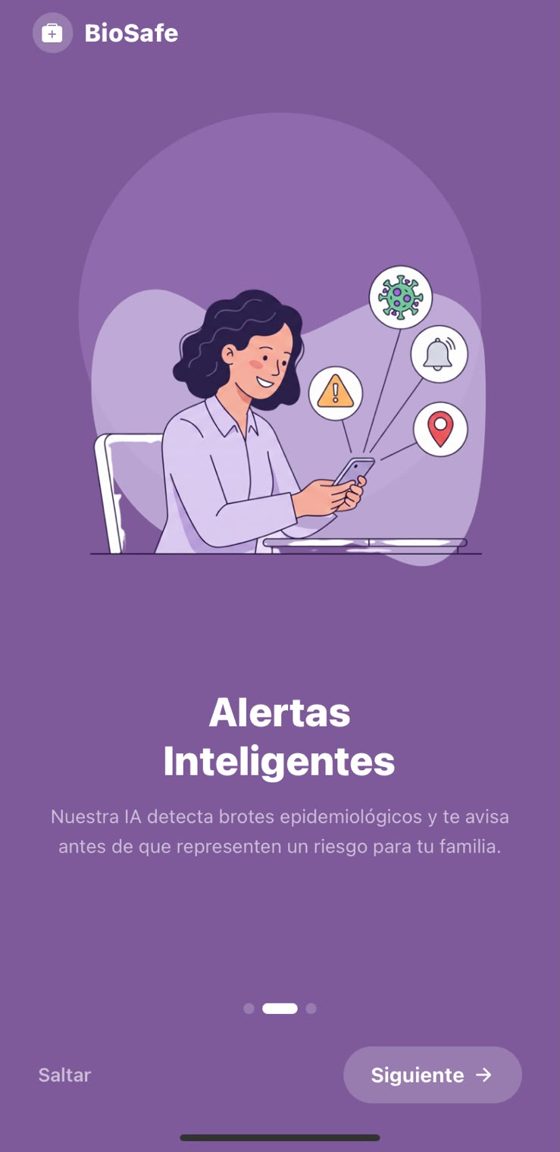 BioSafe
Alertas
Inteligentes
Nuestra IA detecta brotes epidemiológicos y te avisa
antes de que representen un riesgo para tu familia.
Saltar
Siguiente →